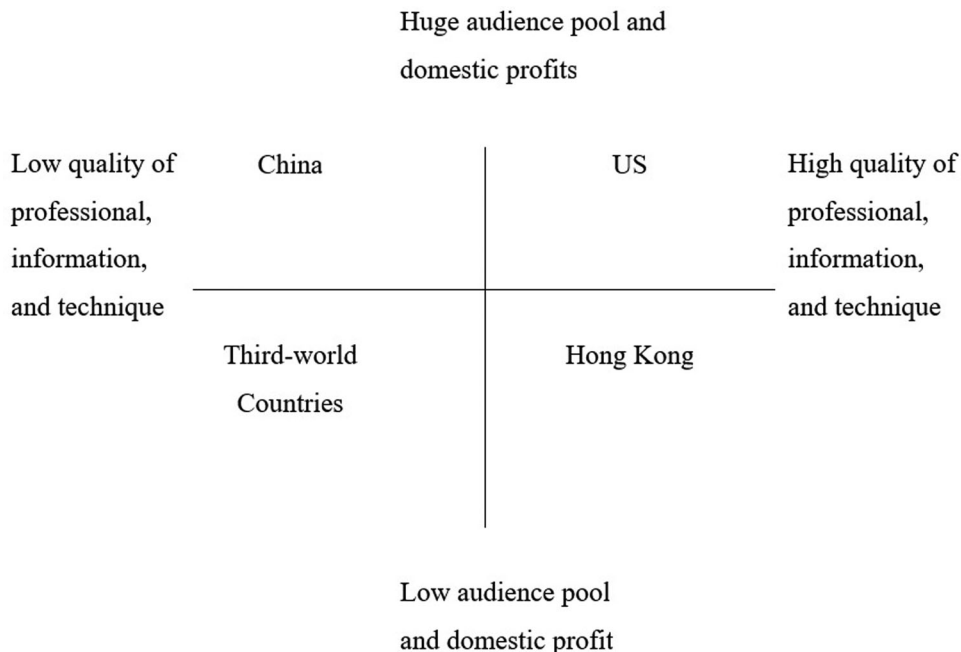 Huge audience pool and
domestic profits
Low quality of
professional,
information,
and technique
China
US
High quality of
professional,
information,
and technique
Third-world
Countries
Hong Kong
Low audience pool
and domestic profit